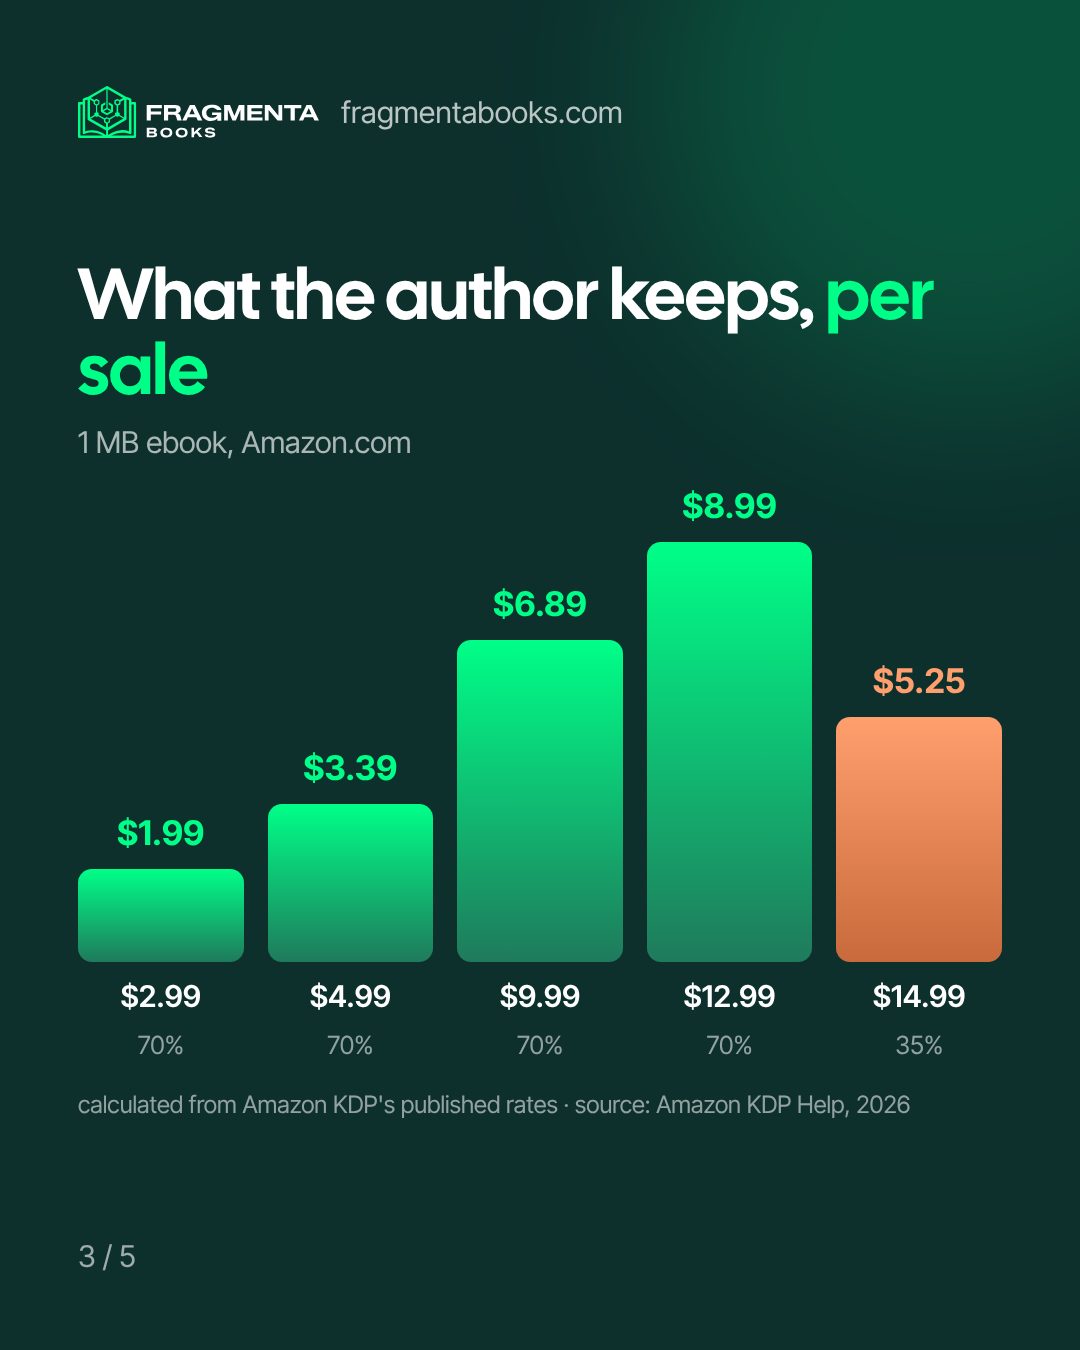 FRAGMENTA
BOOKS
fragmentabooks.com
What the author keeps, per
sale
1 MB ebook, Amazon.com
$1.99
$3.39
$6.89
$8.99
$5.25
$2.99
$4.99
$9.99
$12.99
$14.99
70%
70%
70%
70%
35%
calculated from Amazon KDP's published rates · source: Amazon KDP Help, 2026
3 / 5